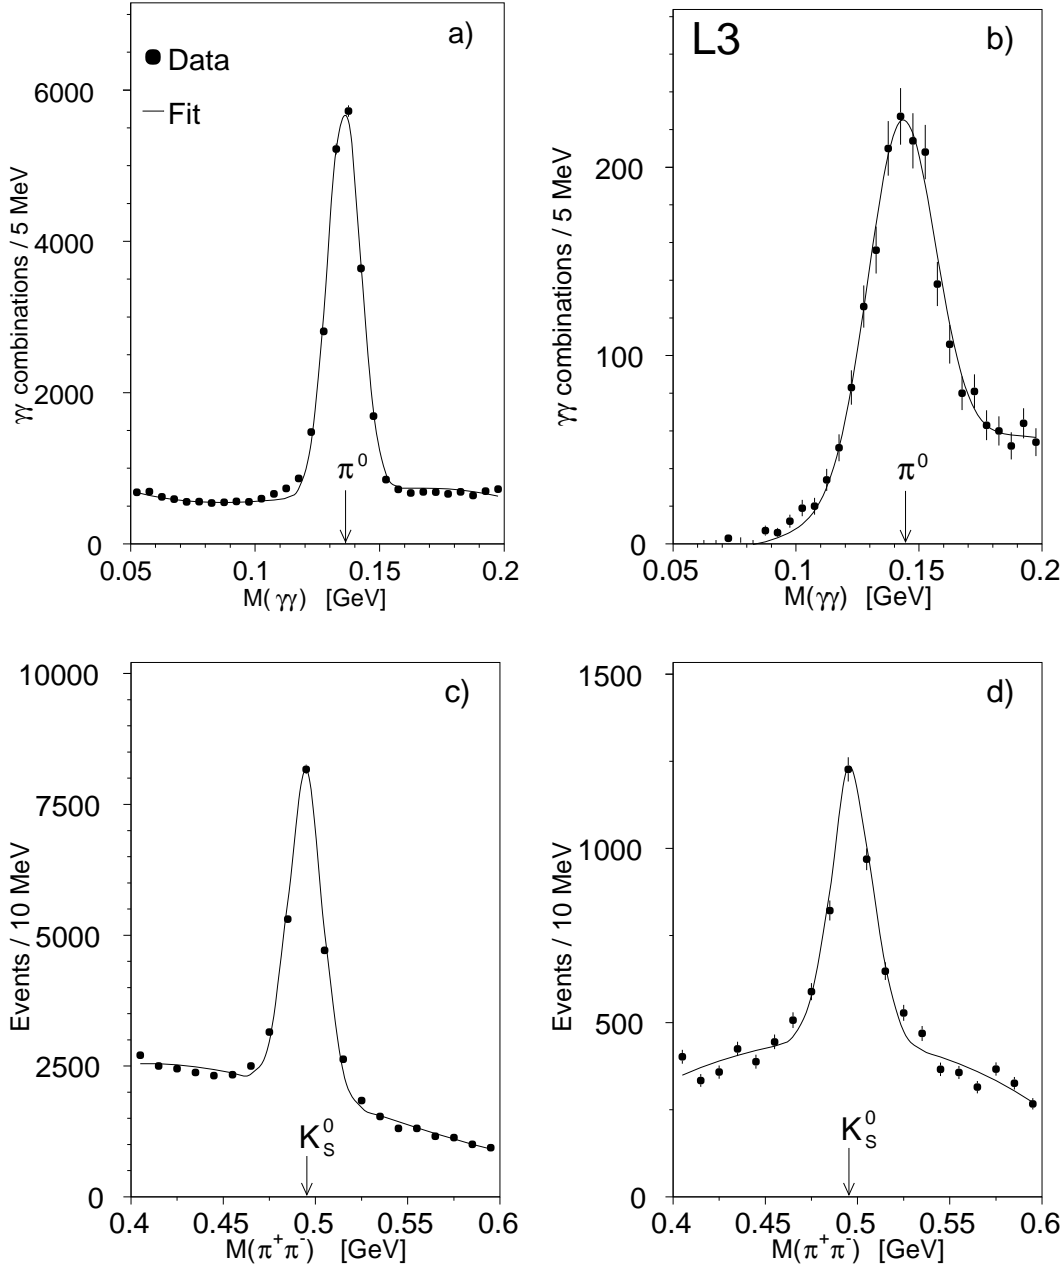 a)
Data
Fit
6000
4000
2000
0
γγ combinations / 5 MeV
π⁰
0.05 0.1 0.15 0.2
M(γγ) [GeV]
L3
b)
200
100
0
γγ combinations / 5 MeV
π⁰
0.05 0.1 0.15 0.2
M(γγ) [GeV]
c)
10000
7500
5000
2500
0
Events / 10 MeV
K⁰S
0.4 0.45 0.5 0.55 0.6
M(π⁺π⁻) [GeV]
d)
1500
1000
500
0
Events / 10 MeV
K⁰S
0.4 0.45 0.5 0.55 0.6
M(π⁺π⁻) [GeV]